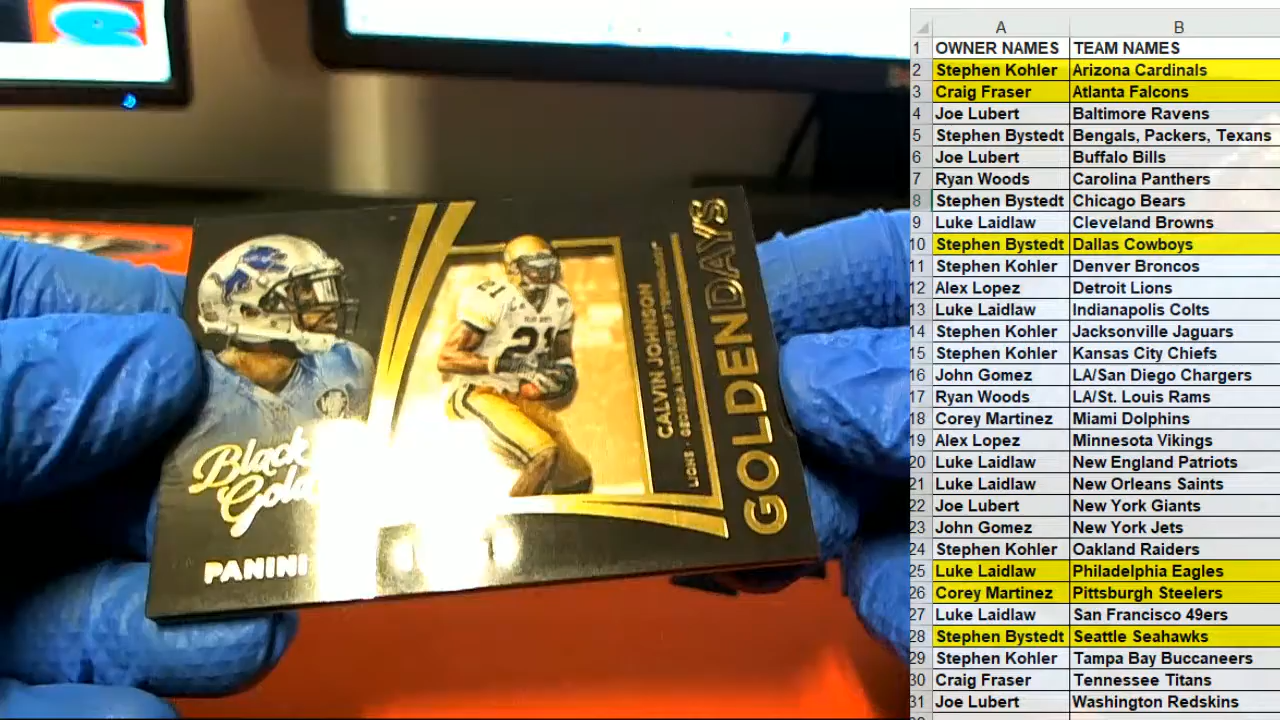 Black
Gold
PANINI
21
21
CALVIN JOHNSON
LIONS · GEORGIA INSTITUTE OF TECHNOLOGY
GOLDEN DAYS
A B
1 OWNER NAMES TEAM NAMES
2 Stephen Kohler Arizona Cardinals
3 Craig Fraser Atlanta Falcons
4 Joe Lubert Baltimore Ravens
5 Stephen Bystedt Bengals, Packers, Texans
6 Joe Lubert Buffalo Bills
7 Ryan Woods Carolina Panthers
8 Stephen Bystedt Chicago Bears
9 Luke Laidlaw Cleveland Browns
10 Stephen Bystedt Dallas Cowboys
11 Stephen Kohler Denver Broncos
12 Alex Lopez Detroit Lions
13 Luke Laidlaw Indianapolis Colts
14 Stephen Kohler Jacksonville Jaguars
15 Stephen Kohler Kansas City Chiefs
16 John Gomez LA/San Diego Chargers
17 Ryan Woods LA/St. Louis Rams
18 Corey Martinez Miami Dolphins
19 Alex Lopez Minnesota Vikings
20 Luke Laidlaw New England Patriots
21 Luke Laidlaw New Orleans Saints
22 Joe Lubert New York Giants
23 John Gomez New York Jets
24 Stephen Kohler Oakland Raiders
25 Luke Laidlaw Philadelphia Eagles
26 Corey Martinez Pittsburgh Steelers
27 Luke Laidlaw San Francisco 49ers
28 Stephen Bystedt Seattle Seahawks
29 Stephen Kohler Tampa Bay Buccaneers
30 Craig Fraser Tennessee Titans
31 Joe Lubert Washington Redskins